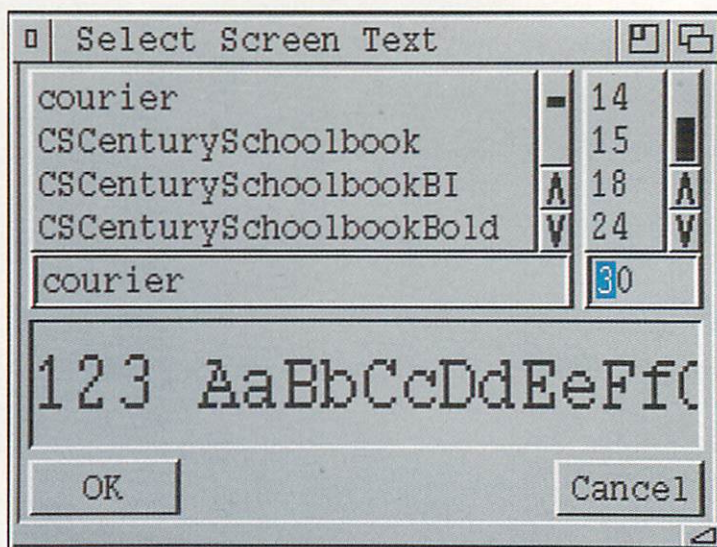 Select Screen Text
courier 14
CSCenturySchoolbook 15
CSCenturySchoolbookBI 18
CSCenturySchoolbookBold 24
courier 30
123 AaBbCcDdEeFf
OK Cancel